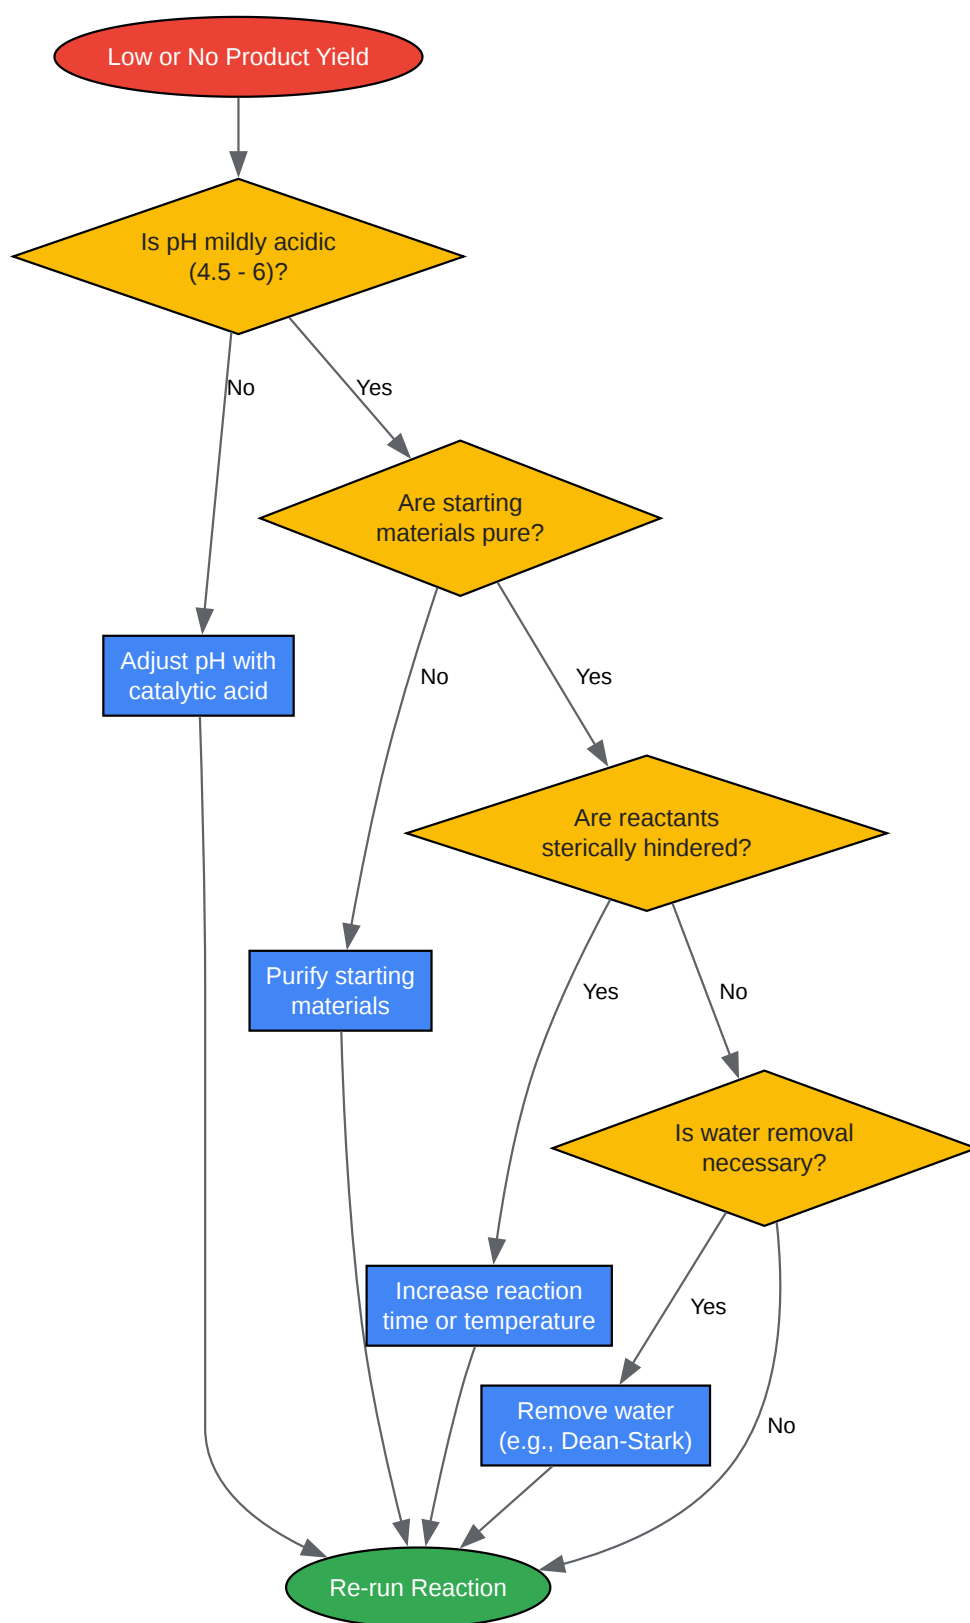 Low or No Product Yield
Is pH mildly acidic
(4.5 - 6)?
No
Yes
Are starting
materials pure?
Adjust pH with
catalytic acid
No
Yes
Are reactants
sterically hindered?
Purify starting
materials
Yes
No
Is water removal
necessary?
Increase reaction
time or temperature
Yes
Remove water
(e.g., Dean-Stark)
No
Re-run Reaction